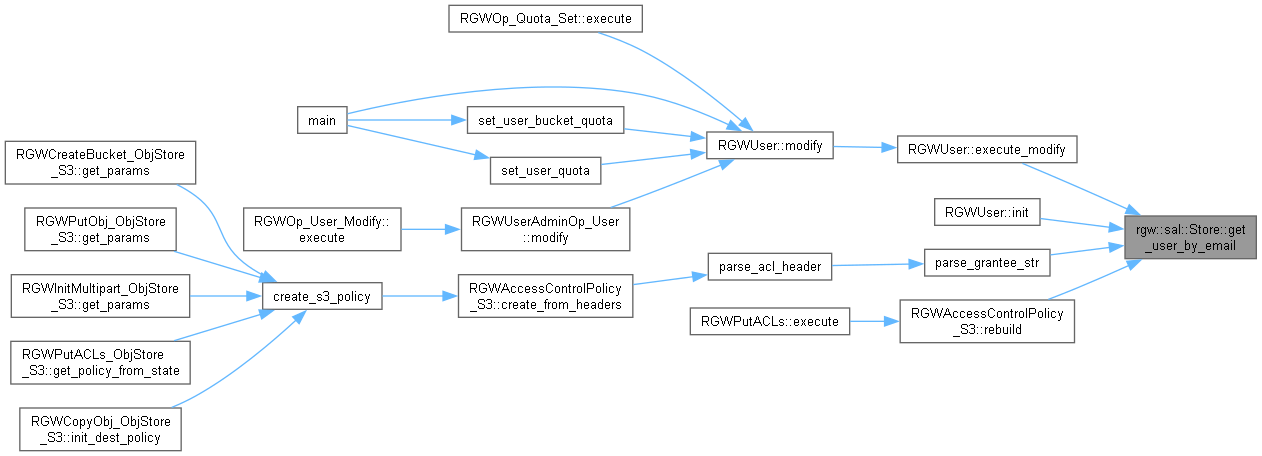 RGWOp_Quota_Set::execute
main
set_user_bucket_quota
RGWUser::modify
RGWUser::execute_modify
RGWCreateBucket_ObjStore
_S3::get_params
set_user_quota
RGWPutObj_ObjStore
_S3::get_params
RGWOp_User_Modify::
execute
RGWUserAdminOp_User
::modify
RGWUser::init
rgw::sal::Store::get
_user_by_email
parse_acl_header
parse_grantee_str
RGWInitMultipart_ObjStore
_S3::get_params
create_s3_policy
RGWAccessControlPolicy
_S3::create_from_headers
RGWPutACLs::execute
RGWAccessControlPolicy
_S3::rebuild
RGWPutACLs_ObjStore
_S3::get_policy_from_state
RGWCopyObj_ObjStore
_S3::init_dest_policy